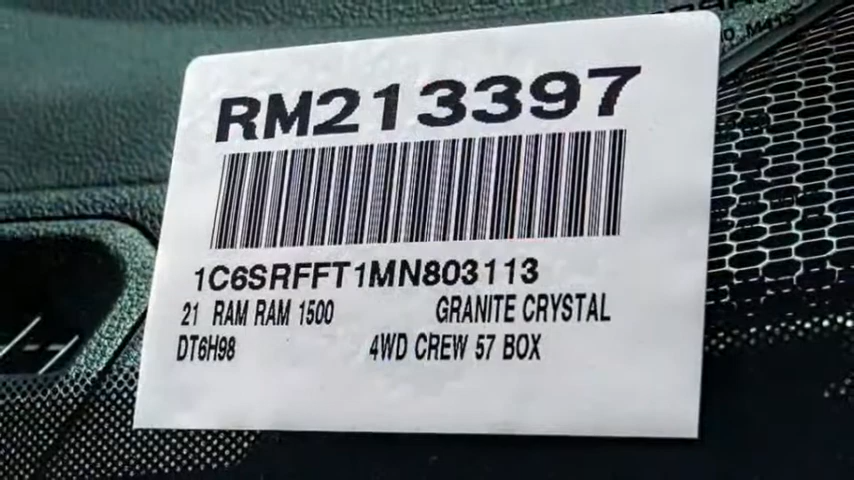 RM213397
1C6SRFFT1MN803113
21 RAM RAM 1500 GRANITE CRYSTAL
DT6H98 4WD CREW 57 BOX